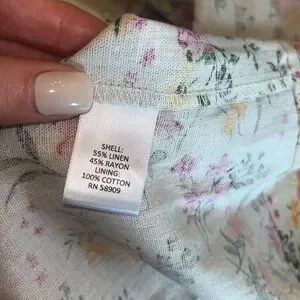 SHELL:
55% LINEN
45% RAYON
LINING:
100% COTTON
RN 58909